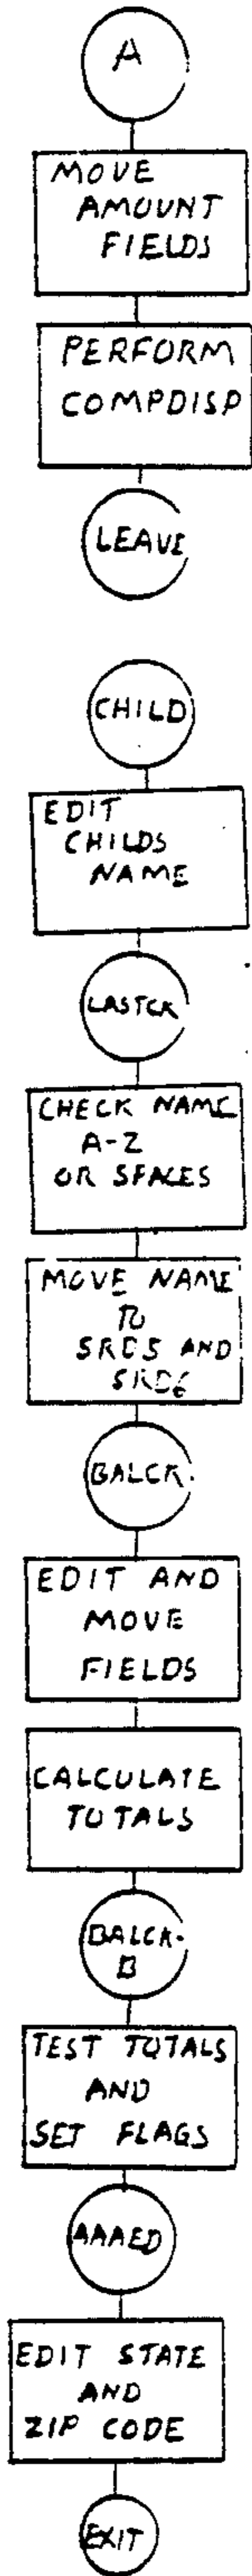 A
MOVE
AMOUNT
FIELDS
PERFORM
COMPDISP
LEAVE
CHILD
EDIT
CHILDS
NAME
LASTCK
CHECK NAME
A-Z
OR SPACES
MOVE NAME
TO
SRD5 AND
SRD6
BALCK
EDIT AND
MOVE
FIELDS
CALCULATE
TOTALS
BALCK-
B
TEST TOTALS
AND
SET FLAGS
AAAED
EDIT STATE
AND
ZIP CODE
EXIT